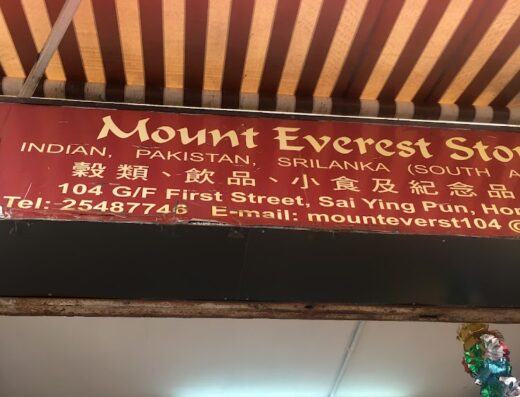 Mount Everest Sto
INDIAN, PAKISTAN, SRILANKA (SOUTH A
穀類、飲品、小食及紀念品
104 G/F First Street, Sai Ying Pun, Hon
Tel: 25487746 E-mail: mounteverst104 @